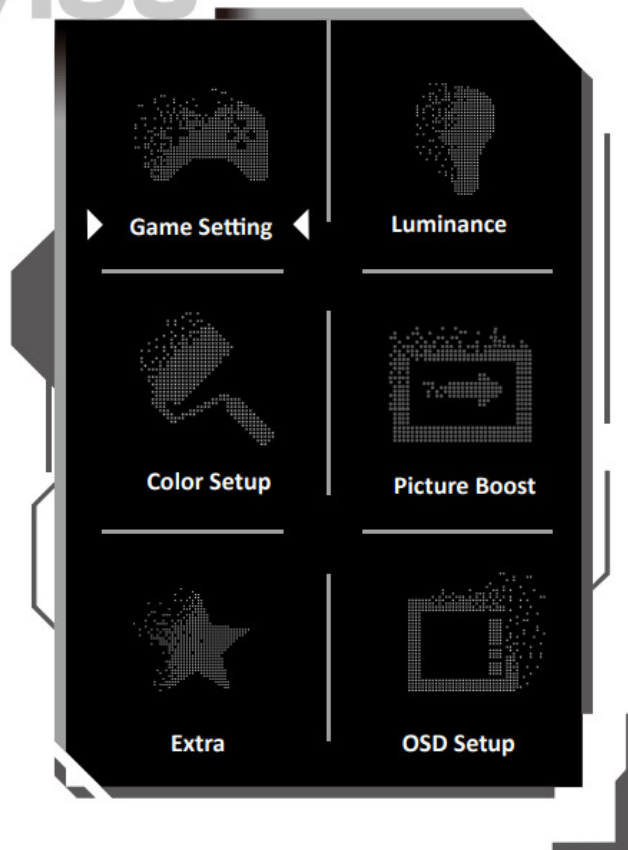 Game Setting
Luminance
Color Setup
Picture Boost
Extra
OSD Setup